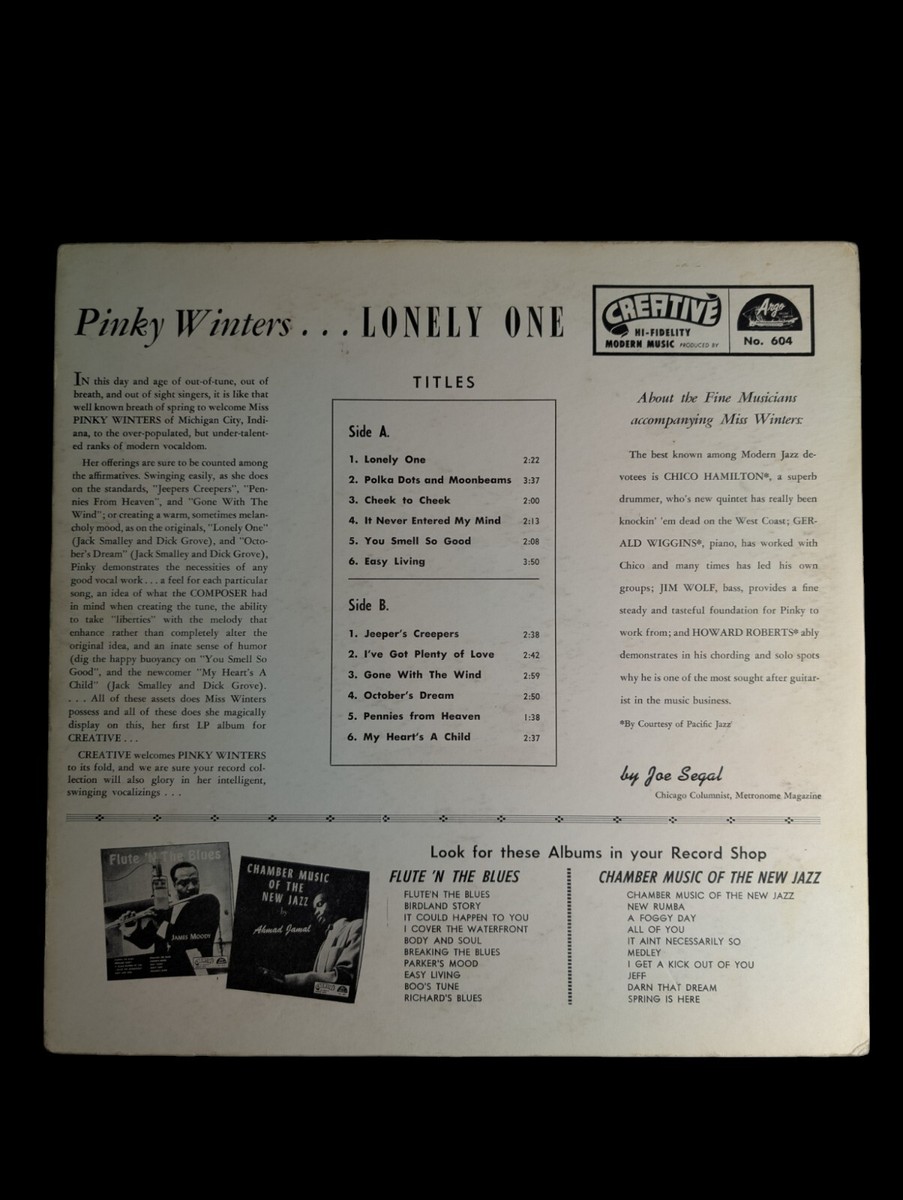 Pinky Winters . . . LONELY ONE
CREATIVE
HI-FIDELITY
MODERN MUSIC PRODUCED BY
Argo
No. 604
IN this day and age of out-of-tune, out of
breath, and out of sight singers, it is like that
well known breath of spring to welcome Miss
PINKY WINTERS of Michigan City, Indi-
ana, to the over-populated, but under-talent-
ed ranks of modern vocaldom.
Her offerings are sure to be counted among
the affirmatives. Swinging easily, as she does
on the standards, "Jeepers Creepers", "Pen-
nies From Heaven", and "Gone With The
Wind"; or creating a warm, sometimes melan-
choly mood, as on the originals, "Lonely One"
(Jack Smalley and Dick Grove), and "Octo-
ber's Dream" (Jack Smalley and Dick Grove),
Pinky demonstrates the necessities of any
good vocal work . . . a feel for each particular
song, an idea of what the COMPOSER had
in mind when creating the tune, the ability
to take "liberties" with the melody that
enhance rather than completely alter the
original idea, and an inate sense of humor
(dig the happy buoyancy on "You Smell So
Good", and the newcomer "My Heart's A
Child" (Jack Smalley and Dick Grove).
. . . All of these assets does Miss Winters
possess and all of these does she magically
display on this, her first LP album for
CREATIVE . . .
CREATIVE welcomes PINKY WINTERS
to its fold, and we are sure your record col-
lection will also glory in her intelligent,
swinging vocalizings . . .
TITLES
Side A.
1. Lonely One 2:22
2. Polka Dots and Moonbeams 3:37
3. Cheek to Cheek 2:00
4. It Never Entered My Mind 2:13
5. You Smell So Good 2:08
6. Easy Living 3:50
Side B.
1. Jeeper's Creepers 2:38
2. I've Got Plenty of Love 2:42
3. Gone With The Wind 2:59
4. October's Dream 2:50
5. Pennies from Heaven 1:38
6. My Heart's A Child 2:37
About the Fine Musicians
accompanying Miss Winters:
The best known among Modern Jazz de-
votees is CHICO HAMILTON*, a superb
drummer, who's new quintet has really been
knockin' 'em dead on the West Coast; GER-
ALD WIGGINS*, piano, has worked with
Chico and many times has led his own
groups; JIM WOLF, bass, provides a fine
steady and tasteful foundation for Pinky to
work from; and HOWARD ROBERTS* ably
demonstrates in his chording and solo spots
why he is one of the most sought after guitar-
ist in the music business.
*By Courtesy of Pacific Jazz
by Joe Segal
Chicago Columnist, Metronome Magazine
Flute 'N The Blues
JAMES MOODY
CHAMBER MUSIC
OF THE
NEW JAZZ
by
Ahmad Jamal
Look for these Albums in your Record Shop
FLUTE 'N THE BLUES
FLUTE'N THE BLUES
BIRDLAND STORY
IT COULD HAPPEN TO YOU
I COVER THE WATERFRONT
BODY AND SOUL
BREAKING THE BLUES
PARKER'S MOOD
EASY LIVING
BOO'S TUNE
RICHARD'S BLUES
CHAMBER MUSIC OF THE NEW JAZZ
CHAMBER MUSIC OF THE NEW JAZZ
NEW RUMBA
A FOGGY DAY
ALL OF YOU
IT AINT NECESSARILY SO
MEDLEY
I GET A KICK OUT OF YOU
JEFF
DARN THAT DREAM
SPRING IS HERE